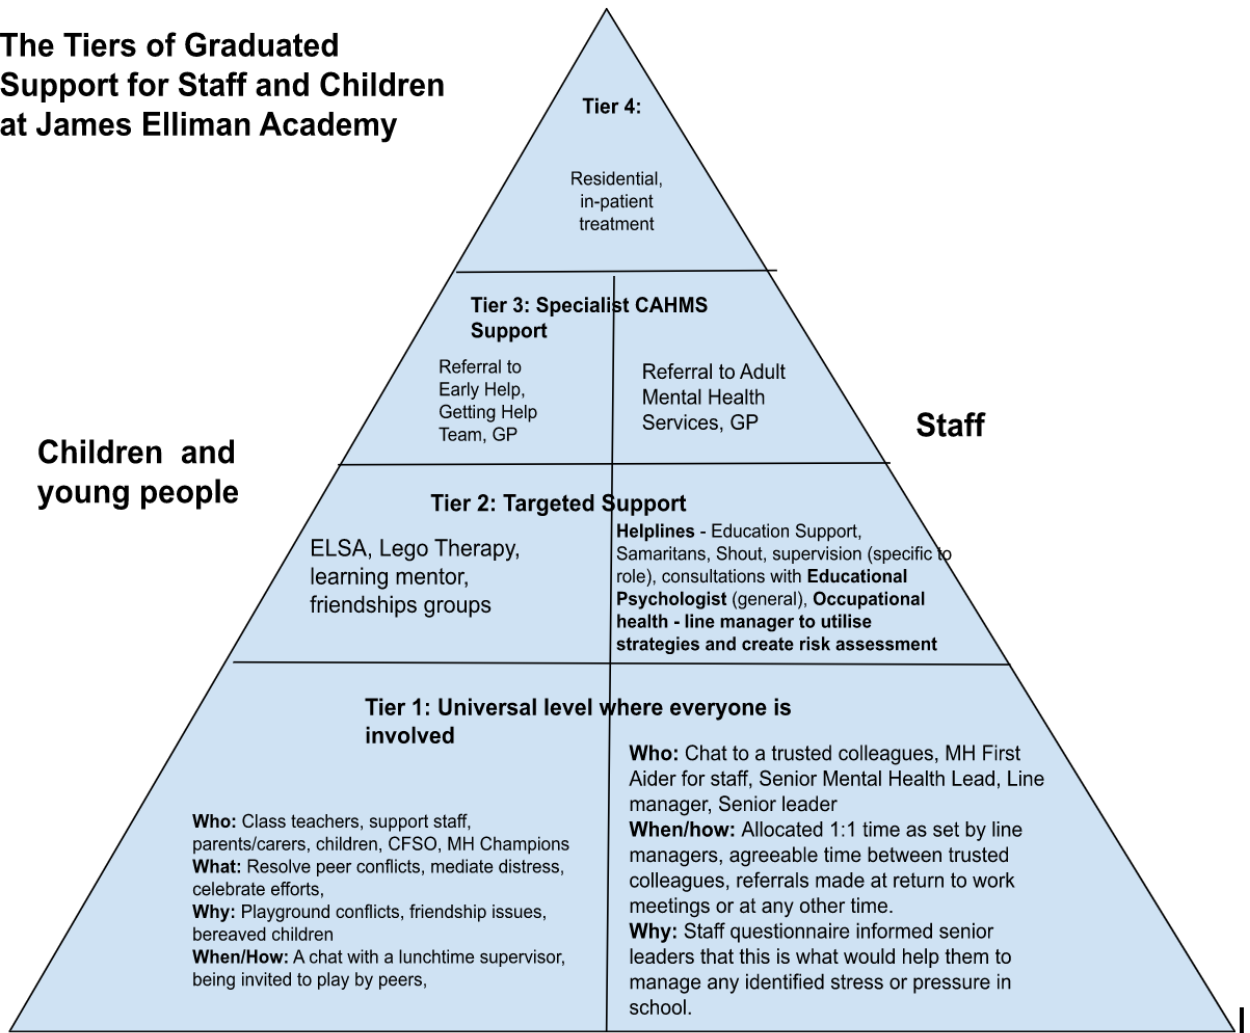 The Tiers of Graduated
Support for Staff and Children
at James Elliman Academy
Tier 4:
Residential,
in-patient
treatment
Tier 3: Specialist CAHMS
Support
Referral to
Early Help,
Getting Help
Team, GP
Referral to Adult
Mental Health
Services, GP
Children and
young people
Staff
Tier 2: Targeted Support
ELSA, Lego Therapy,
learning mentor,
friendships groups
Helplines - Education Support,
Samaritans, Shout, supervision (specific to
role), consultations with Educational
Psychologist (general), Occupational
health - line manager to utilise
strategies and create risk assessment
Tier 1: Universal level where everyone is
involved
Who: Class teachers, support staff,
parents/carers, children, CFSO, MH Champions
What: Resolve peer conflicts, mediate distress,
celebrate efforts,
Why: Playground conflicts, friendship issues,
bereaved children
When/How: A chat with a lunchtime supervisor,
being invited to play by peers,
Who: Chat to a trusted colleagues, MH First
Aider for staff, Senior Mental Health Lead, Line
manager, Senior leader
When/how: Allocated 1:1 time as set by line
managers, agreeable time between trusted
colleagues, referrals made at return to work
meetings or at any other time.
Why: Staff questionnaire informed senior
leaders that this is what would help them to
manage any identified stress or pressure in
school.